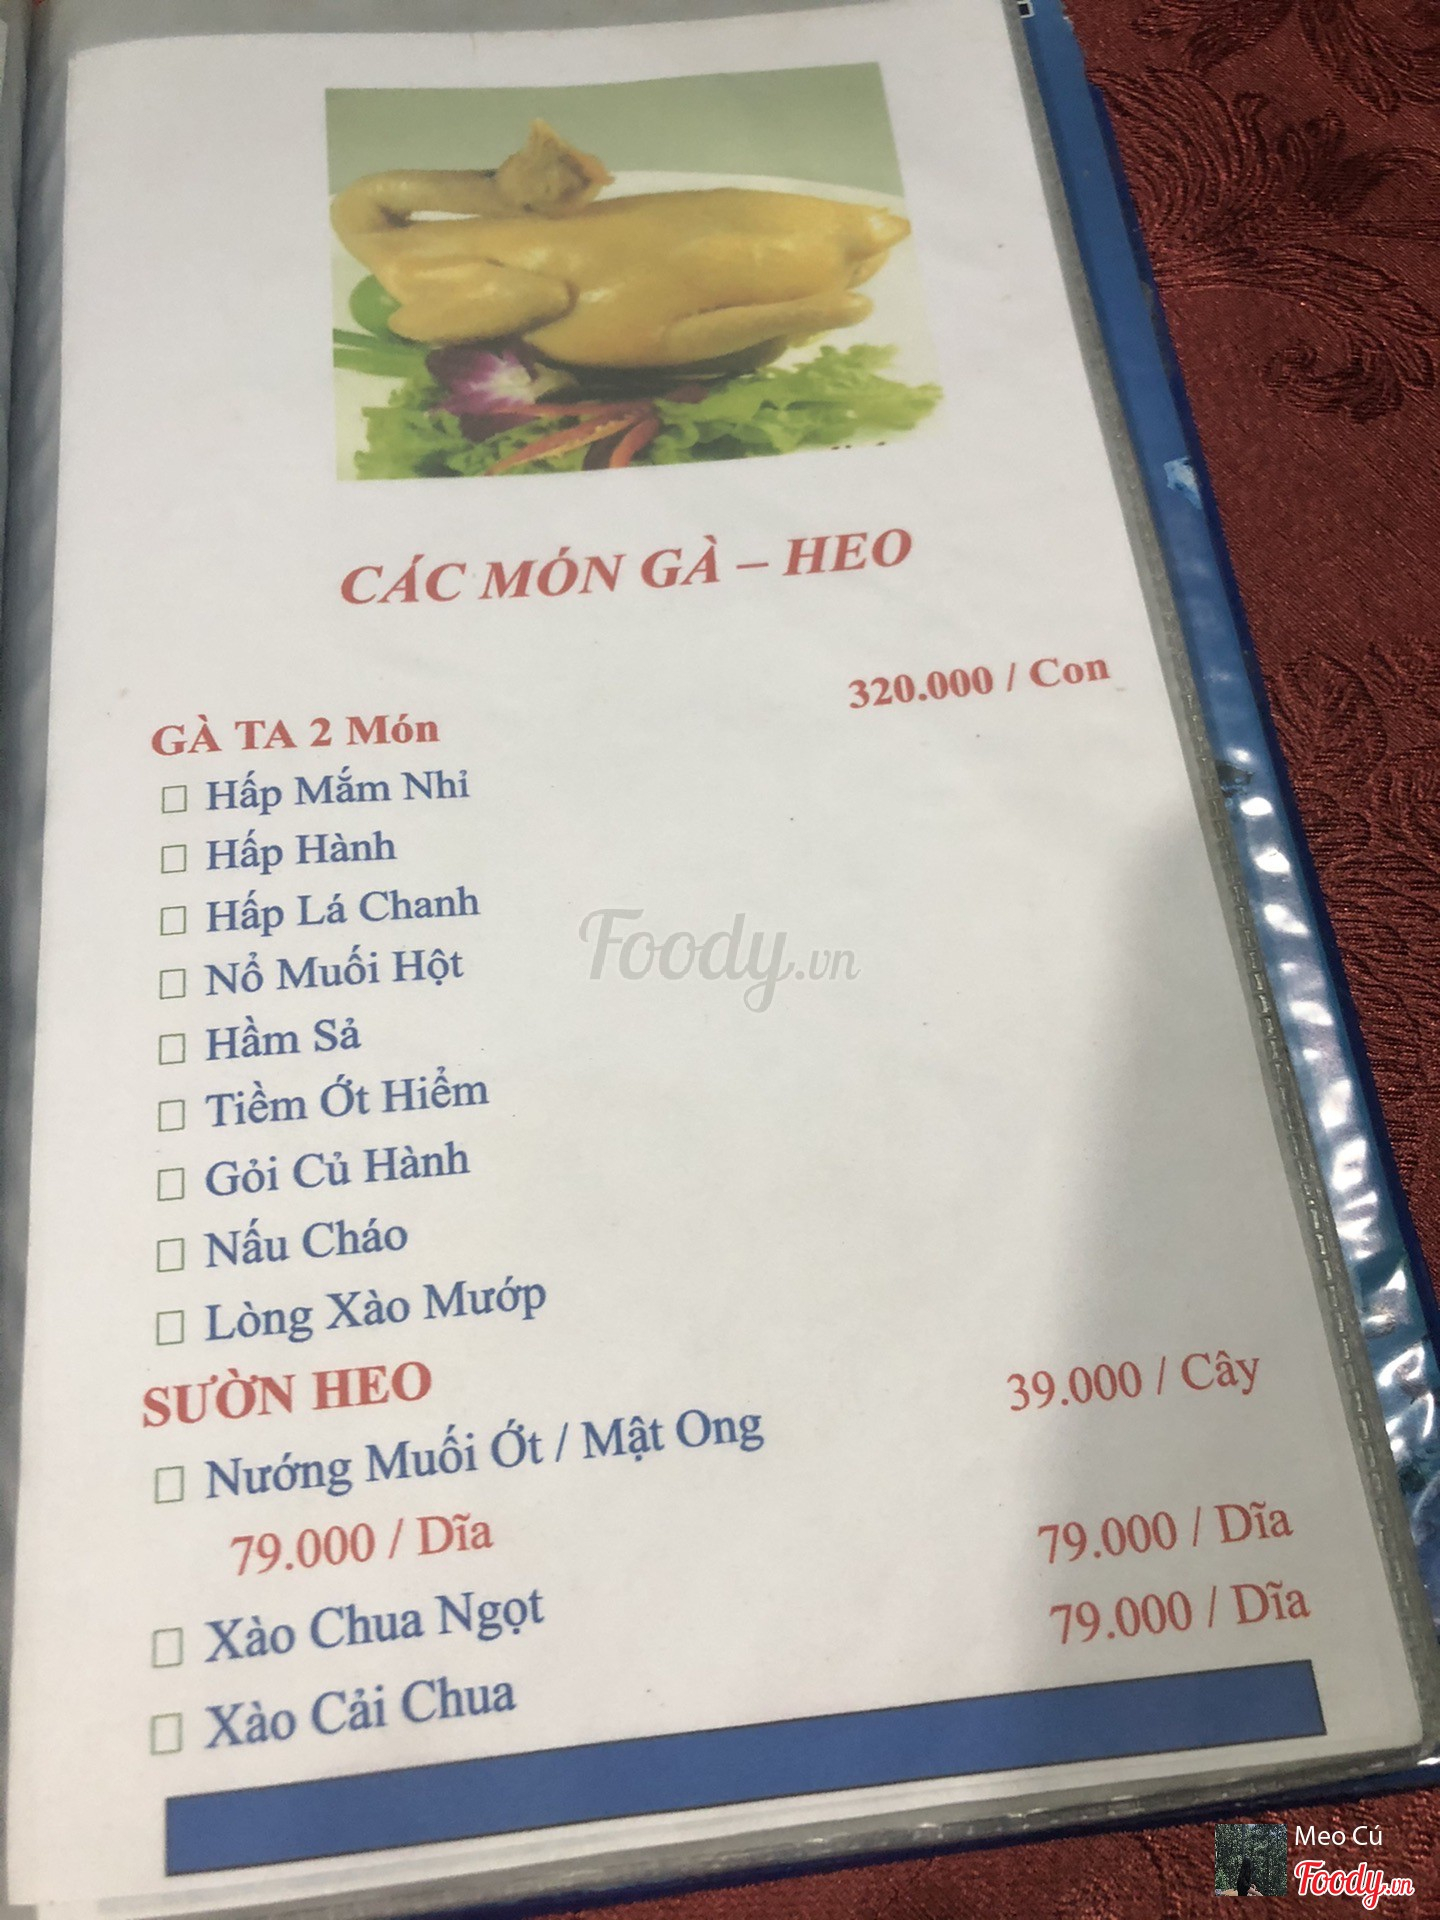 CÁC MÓN GÀ – HEO
GÀ TA 2 Món 320.000 / Con
Hấp Mắm Nhỉ
Hấp Hành
Hấp Lá Chanh
Nổ Muối Hột
Hầm Sả
Tiềm Ớt Hiểm
Gỏi Củ Hành
Nấu Cháo
Lòng Xào Mướp
SƯỜN HEO
Nướng Muối Ớt / Mật Ong 39.000 / Cây
79.000 / Dĩa
Xào Chua Ngọt 79.000 / Dĩa
Xào Cải Chua 79.000 / Dĩa
Foody.vn
Meo Cú
Foody.vn